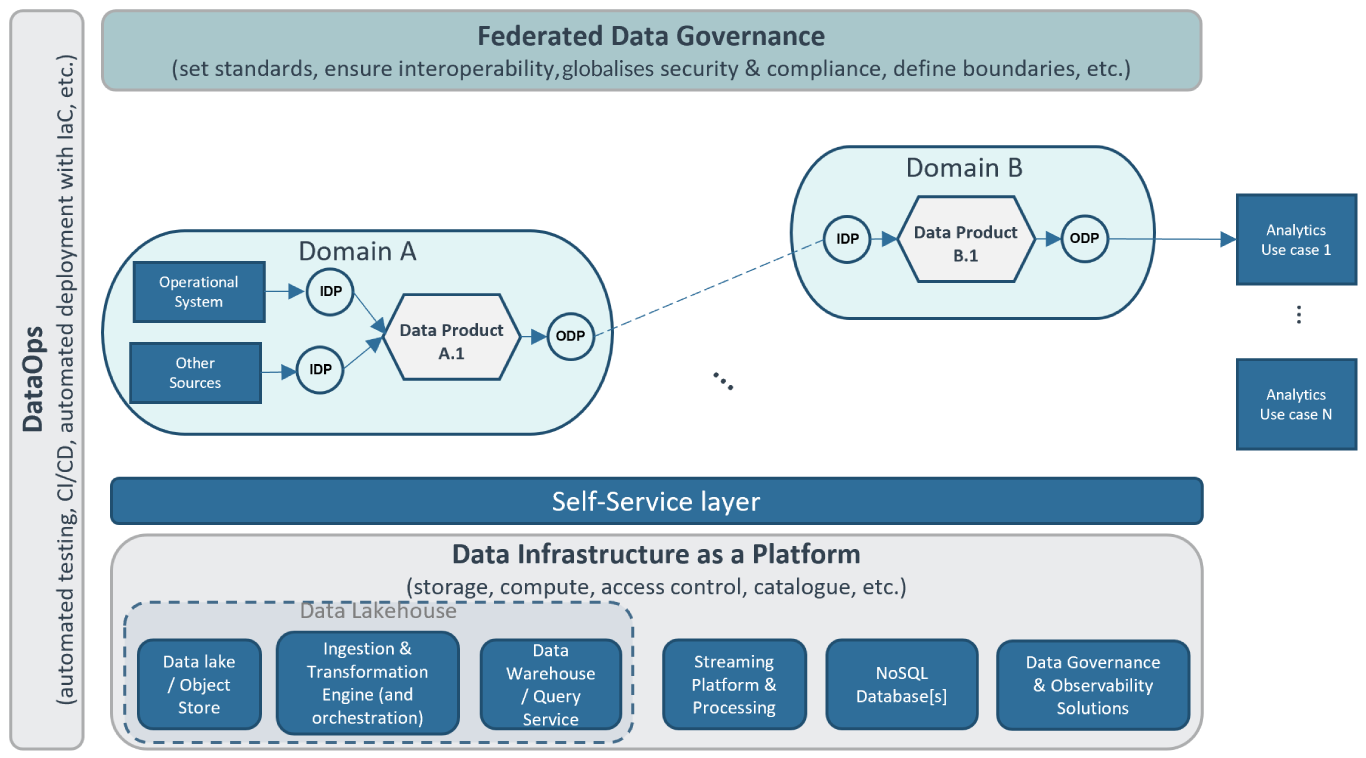 DataOps
(automated testing, CI/CD, automated deployment with IaC, etc.)
Federated Data Governance
(set standards, ensure interoperability, globalises security & compliance, define boundaries, etc.)
Domain A
Operational
System
IDP
Other
Sources
IDP
Data Product
A.1
ODP
Domain B
IDP
Data Product
B.1
ODP
Analytics
Use case 1
Analytics
Use case N
Self-Service layer
Data Infrastructure as a Platform
(storage, compute, access control, catalogue, etc.)
Data Lakehouse
Data lake
/ Object
Store
Ingestion &
Transformation
Engine (and
orchestration)
Data
Warehouse
/ Query
Service
Streaming
Platform &
Processing
NoSQL
Database[s]
Data Governance
& Observability
Solutions